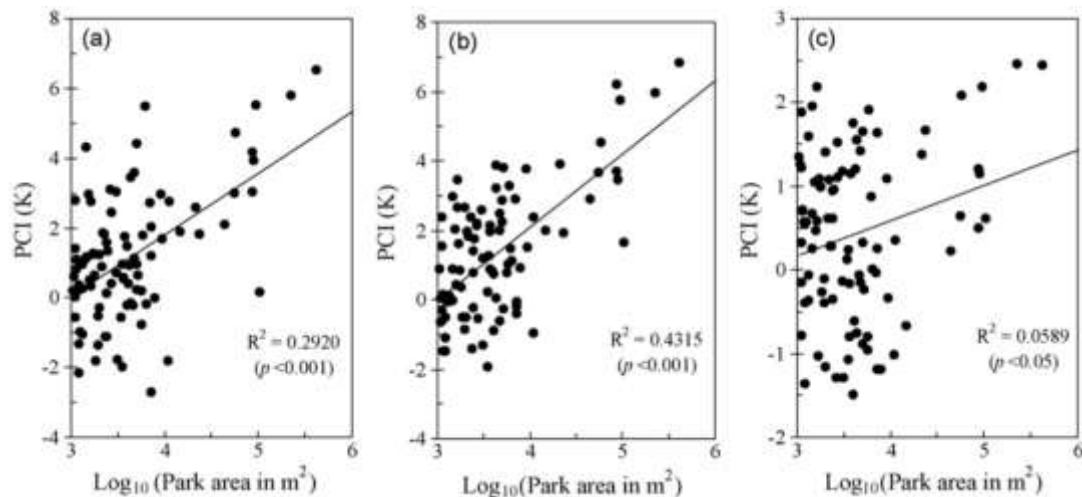 (a)
8
6
4
2
0
-2
-4
PCI (K)
R² = 0.2920
(p <0.001)
3 4 5 6
Log₁₀ (Park area in m²)
(b)
8
6
4
2
0
-2
-4
PCI (K)
R² = 0.4315
(p <0.001)
3 4 5 6
Log₁₀ (Park area in m²)
(c)
3
2
1
0
-1
-2
PCI (K)
R² = 0.0589
(p <0.05)
3 4 5 6
Log₁₀ (Park area in m²)